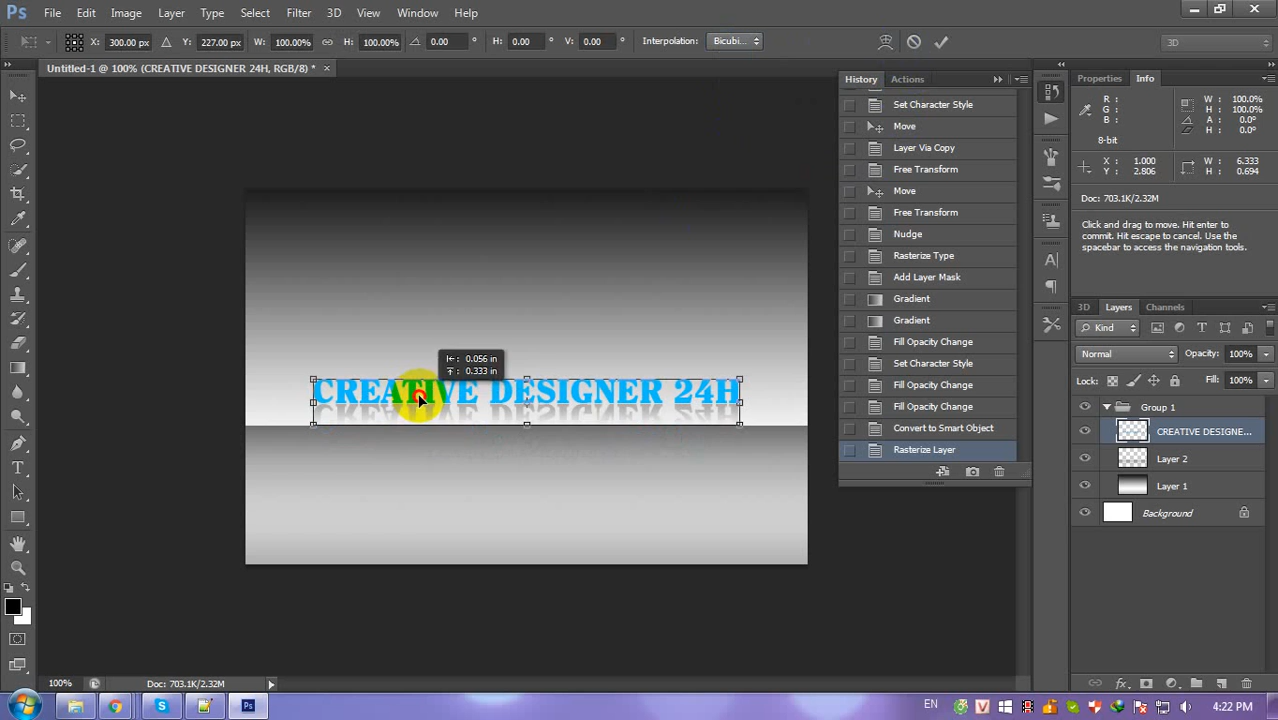 Ps File Edit Image Layer Type Select Filter 3D View Window Help
X: 300.00 px Y: 227.00 px W: 100.00% H: 100.00% 0.00 ° H: 0.00 ° V: 0.00 ° Interpolation: Bicubi... 3D
Untitled-1 @ 100% (CREATIVE DESIGNER 24H, RGB/8) * ×
History Actions
Set Character Style
Move
Layer Via Copy
Free Transform
Move
Free Transform
Nudge
Rasterize Type
Add Layer Mask
Gradient
Gradient
Fill Opacity Change
Set Character Style
Fill Opacity Change
Fill Opacity Change
Convert to Smart Object
Rasterize Layer
Properties Info
R: W: 100.0%
G: H: 100.0%
B: A: 0.0°
8-bit H: 0.0°
X: 1.000 W: 6.333
Y: 2.806 H: 0.694
Doc: 703.1K/2.32M
Click and drag to move. Hit enter to
commit. Hit escape to cancel. Use the
spacebar to access the navigation tools.
3D Layers Channels
Kind
Normal Opacity: 100%
Lock: Fill: 100%
Group 1
CREATIVE DESIGNE...
Layer 2
Layer 1
Background
0.056 in
0.333 in
CREATIVE DESIGNER 24H
100% Doc: 703.1K/2.32M
EN 4:22 PM